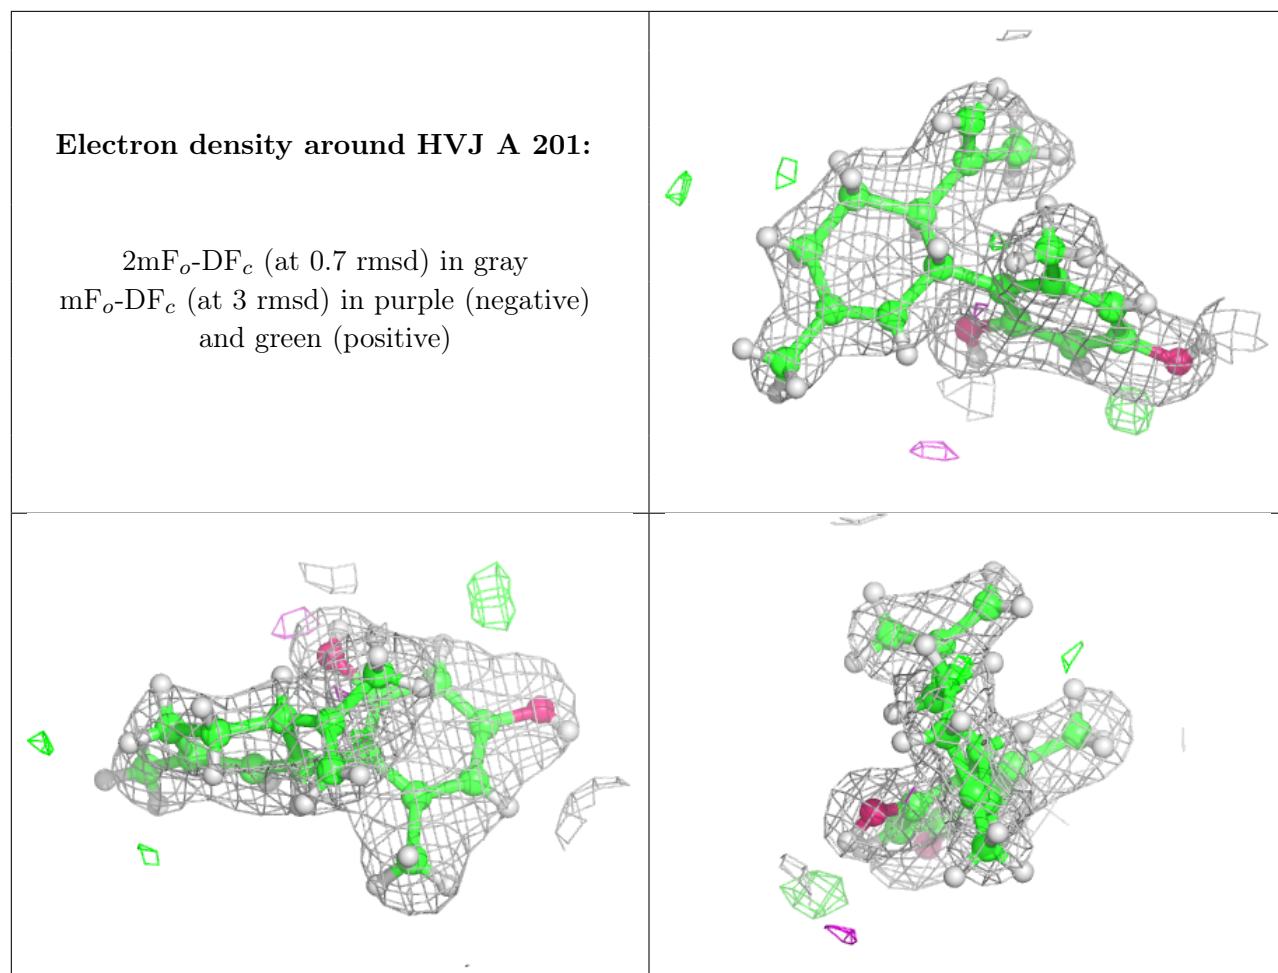 Electron density around HVJ A 201:
2mFo-DFc (at 0.7 rmsd) in gray
mFo-DFc (at 3 rmsd) in purple (negative)
and green (positive)